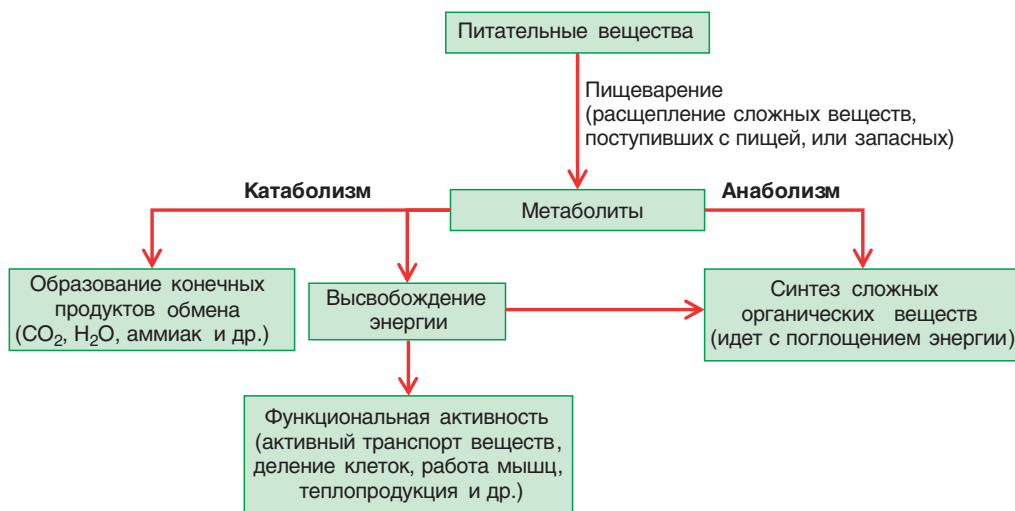 Питательные вещества
Пищеварение
(расщепление сложных веществ,
поступивших с пищей, или запасных)
Катаболизм
Анаболизм
Метаболиты
Образование конечных
продуктов обмена
(CO₂, H₂O, аммиак и др.)
Высвобождение
энергии
Синтез сложных
органических веществ
(идет с поглощением энергии)
Функциональная активность
(активный транспорт веществ,
деление клеток, работа мышц,
теплопродукция и др.)